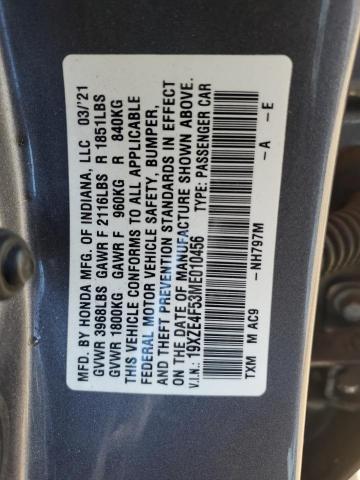 MFD. BY HONDA MFG. OF INDIANA, LLC 03/'21
GVWR 3968LBS GAWR F 2116LBS R 1851LBS
GVWR 1800KG GAWR F 960KG R 840KG
THIS VEHICLE CONFORMS TO ALL APPLICABLE
FEDERAL MOTOR VEHICLE SAFETY, BUMPER,
AND THEFT PREVENTION STANDARDS IN EFFECT
ON THE DATE OF MANUFACTURE SHOWN ABOVE.
V.I.N.: 19XZE4F53ME010456 TYPE: PASSENGER CAR
-NH797M -A -E
TXM M AC9